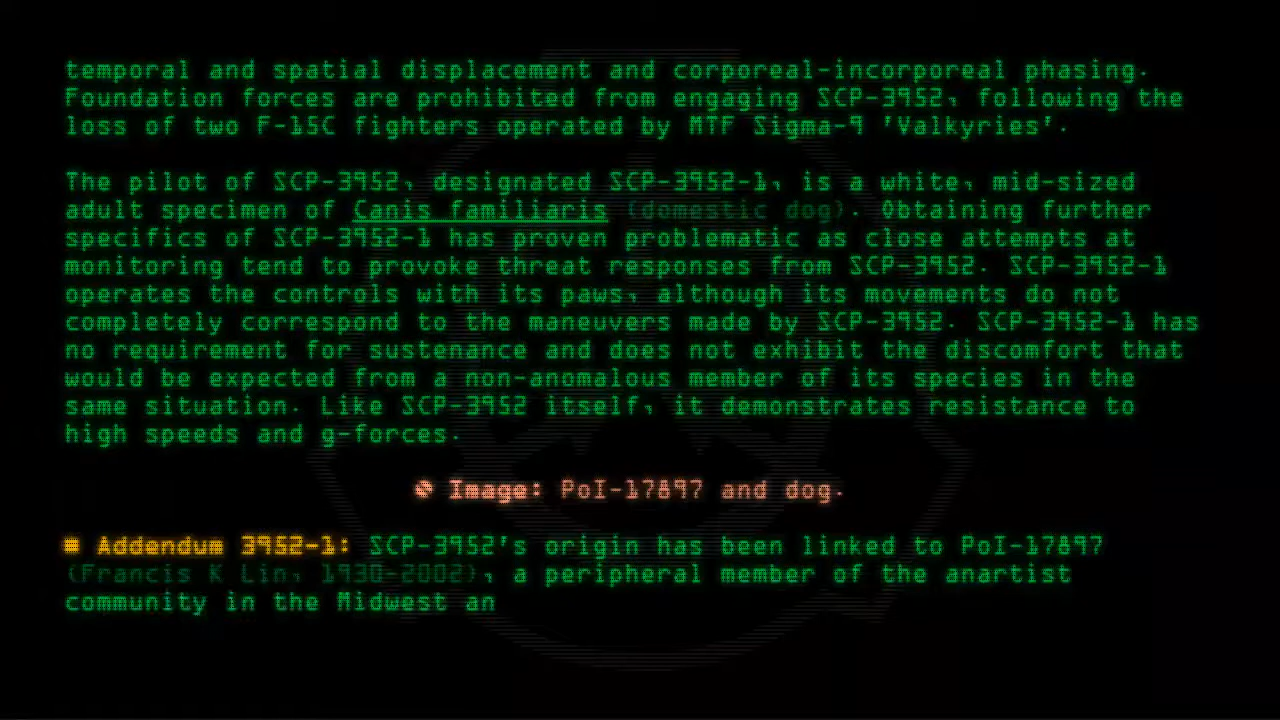 temporal and spatial displacement and corporeal-incorporeal phasing.
Foundation forces are prohibited from engaging SCP-3952, following the
loss of two F-15C fighters operated by MTF Sigma-9 'Valkyries'.
The pilot of SCP-3952, designated SCP-3952-1, is a white, mid-sized
adult specimen of Canis familiaris (domestic dog). Obtaining further
specifics of SCP-3952-1 has proven problematic as close attempts at
monitoring tend to provoke threat responses from SCP-3952. SCP-3952-1
operates the controls with its paws, although its movements do not
completely correspond to the maneuvers made by SCP-3952. SCP-3952-1 has
no requirement for sustenance and does not exhibit the discomfort that
would be expected from a non-anomalous member of its species in the
same situation. Like SCP-3952 itself, it demonstrates resistance to
high speeds and g-forces.
Image: PoI-17897 and dog.
Addendum 3952-1: SCP-3952's origin has been linked to PoI-17897
(Francis K Lin, 1930-2002), a peripheral member of the anartist
community in the Midwest an